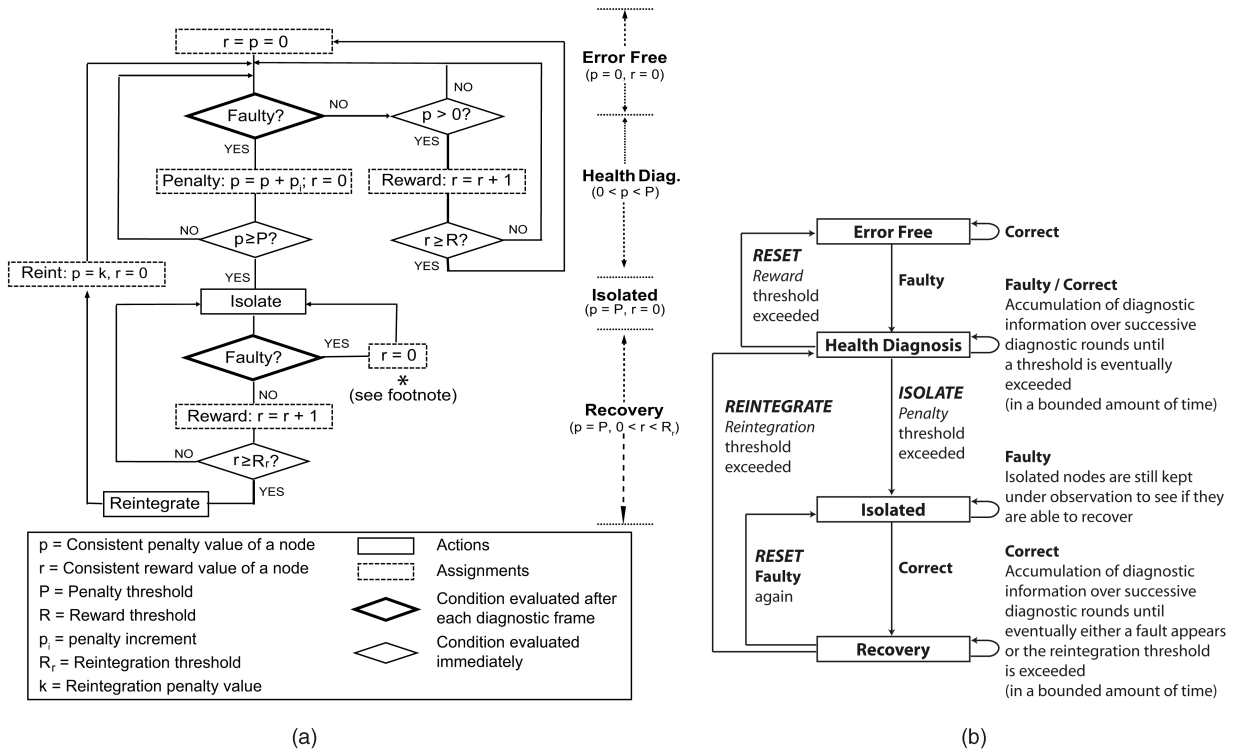 r = p = 0
Error Free
(p = 0, r = 0)
NO
Faulty?
NO
p > 0?
YES
YES
Penalty: p = p + pi; r = 0
Reward: r = r + 1
Health Diag.
(0 < p < P)
NO
p ≥ P?
r ≥ R?
NO
YES
YES
Reint: p = k, r = 0
Isolate
Isolated
(p = P, r = 0)
Faulty?
YES
r = 0
*
(see footnote)
NO
Reward: r = r + 1
Recovery
(p = P, 0 < r < Rr)
NO
r ≥ Rr?
YES
Reintegrate
p = Consistent penalty value of a node
r = Consistent reward value of a node
P = Penalty threshold
R = Reward threshold
pi = penalty increment
Rr = Reintegration threshold
k = Reintegration penalty value
Actions
Assignments
Condition evaluated after
each diagnostic frame
Condition evaluated
immediately
(a)
Error Free
Correct
RESET
Reward
threshold
exceeded
Faulty
Faulty / Correct
Accumulation of diagnostic
information over successive
diagnostic rounds until
a threshold is eventually
exceeded
(in a bounded amount of time)
Health Diagnosis
REINTEGRATE
Reintegration
threshold
exceeded
ISOLATE
Penalty
threshold
exceeded
Faulty
Isolated nodes are still kept
under observation to see if they
are able to recover
Isolated
RESET
Faulty
again
Correct
Correct
Accumulation of diagnostic
information over successive
diagnostic rounds until
eventually either a fault appears
or the reintegration threshold
is exceeded
(in a bounded amount of time)
Recovery
(b)